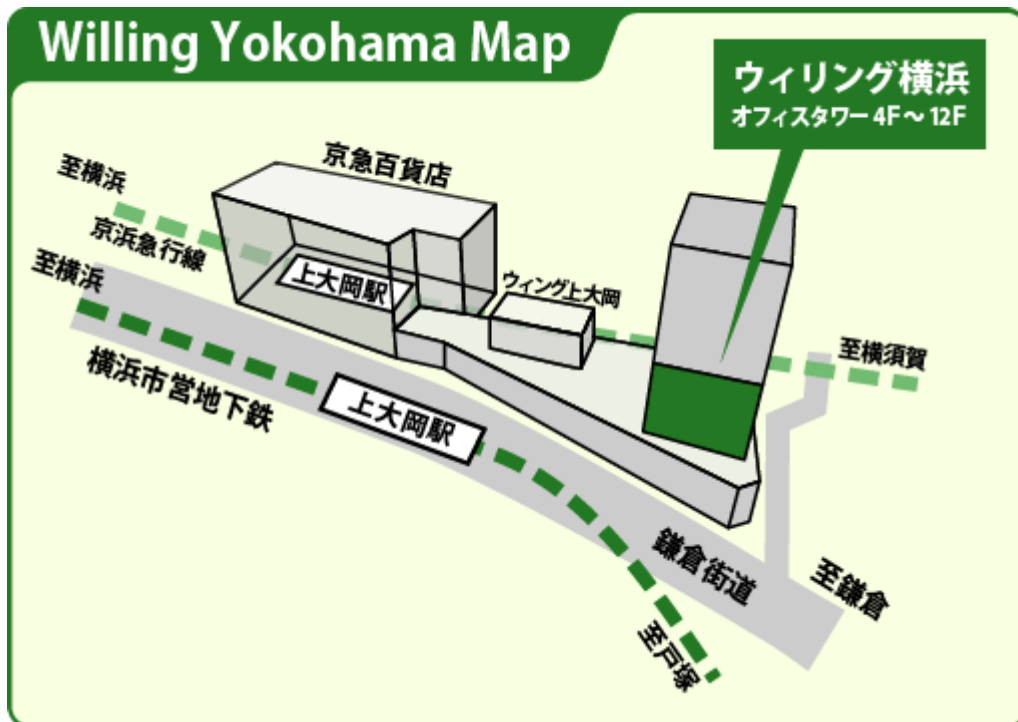 Willing Yokohama Map
ウィリング横浜
オフィスタワー 4F〜12F
京急百貨店
至横浜
京浜急行線
至横浜
上大岡駅
ウィング上大岡
至横須賀
横浜市営地下鉄
上大岡駅
鎌倉街道
至鎌倉
至戸塚